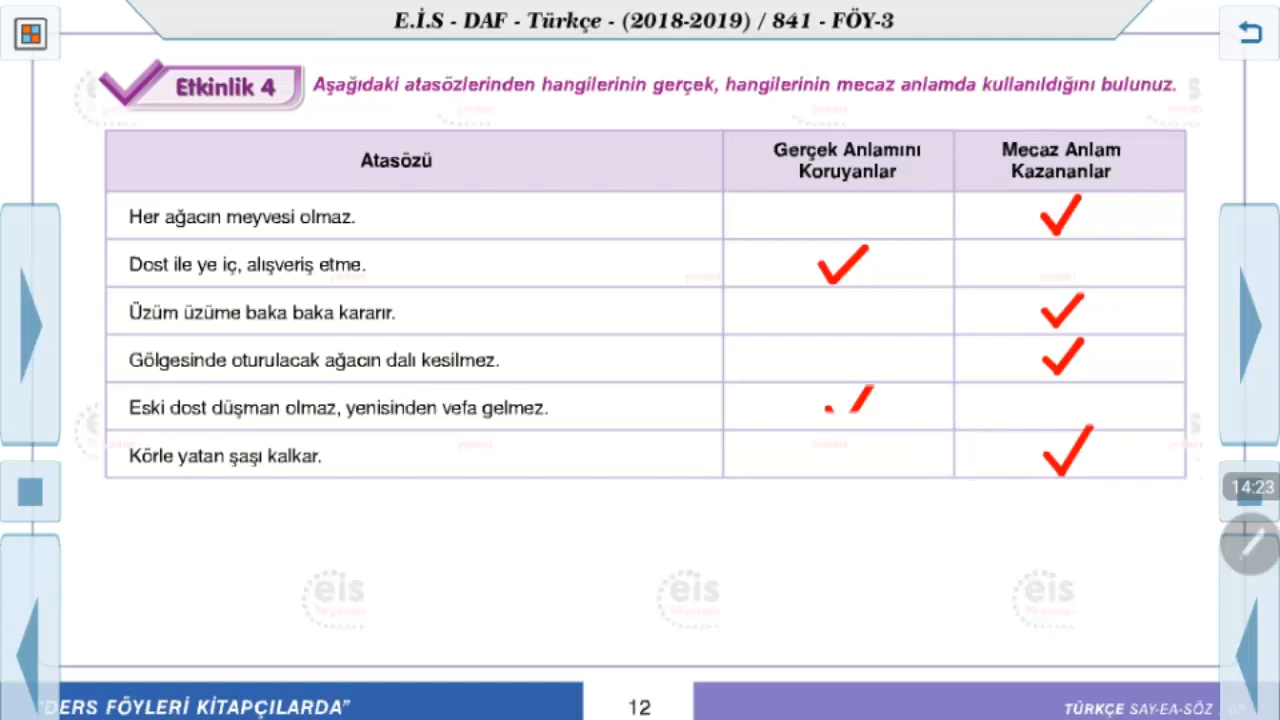 E.İ.S - DAF - Türkçe - (2018-2019) / 841 - FÖY-3
Etkinlik 4
Aşağıdaki atasözlerinden hangilerinin gerçek, hangilerinin mecaz anlamda kullanıldığını bulunuz.
Atasözü
Gerçek Anlamını
Koruyanlar
Mecaz Anlam
Kazananlar
Her ağacın meyvesi olmaz.
Dost ile ye iç, alışveriş etme.
Üzüm üzüme baka baka kararır.
Gölgesinde oturulacak ağacın dalı kesilmez.
Eski dost düşman olmaz, yenisinden vefa gelmez.
Körle yatan şaşı kalkar.
14:23
eis
eis
eis
"DERS FÖYLERİ KİTAPÇILARDA"
12
TÜRKÇE SAY-EA-SÖZ